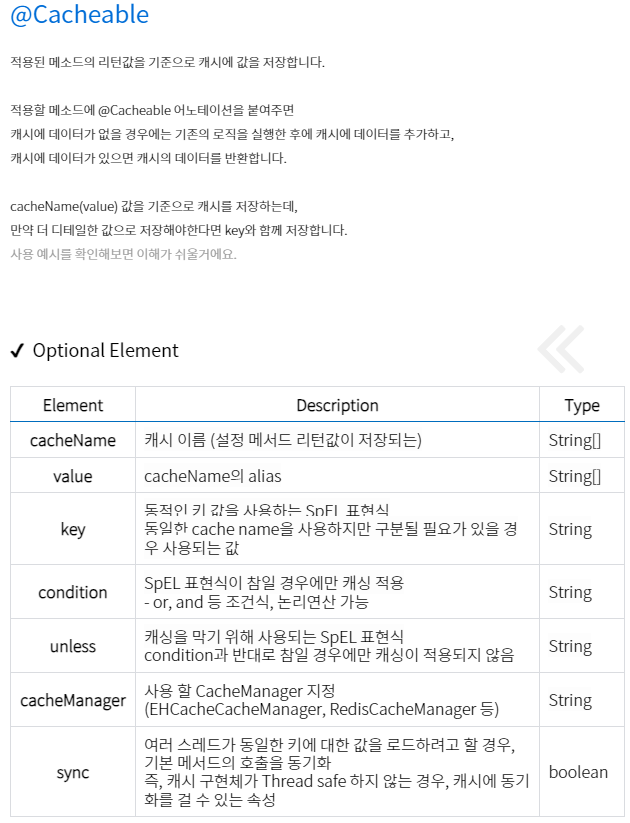 @Cacheable
적용된 메소드의 리턴값을 기준으로 캐시에 값을 저장합니다.
적용할 메소드에 @Cacheable 어노테이션을 붙여주면
캐시에 데이터가 없을 경우에는 기존의 로직을 실행한 후에 캐시에 데이터를 추가하고,
캐시에 데이터가 있으면 캐시의 데이터를 반환합니다.
cacheName(value) 값을 기준으로 캐시를 저장하는데,
만약 더 디테일한 값으로 저장해야한다면 key와 함께 저장합니다.
사용 예시를 확인해보면 이해가 쉬울거에요.
✔ Optional Element
Element Description Type
cacheName 캐시 이름 (설정 메서드 리턴값이 저장되는) String[]
value cacheName의 alias String[]
동적인 키 값을 사용하는 SpEL 표현식
key 동일한 cache name을 사용하지만 구분될 필요가 있을 경 String
우 사용되는 값
condition SpEL 표현식이 참일 경우에만 캐싱 적용 String
- or, and 등 조건식, 논리연산 가능
unless 캐싱을 막기 위해 사용되는 SpEL 표현식 String
condition과 반대로 참일 경우에만 캐싱이 적용되지 않음
cacheManager 사용 할 CacheManager 지정 String
(EHCacheCacheManager, RedisCacheManager 등)
여러 스레드가 동일한 키에 대한 값을 로드하려고 할 경우,
기본 메서드의 호출을 동기화
sync 즉, 캐시 구현체가 Thread safe 하지 않는 경우, 캐시에 동기 boolean
화를 걸 수 있는 속성